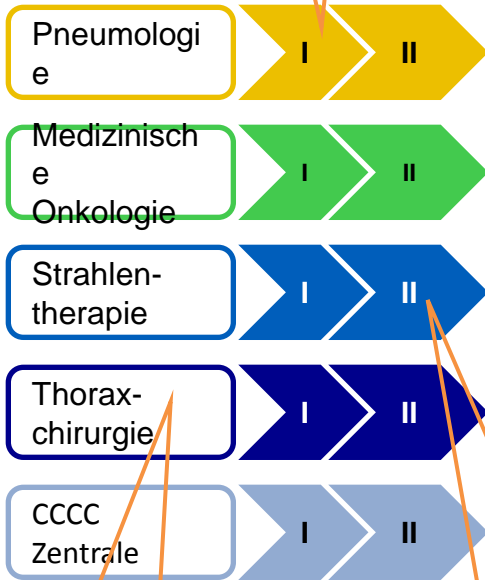 Pneumologi
e
I II
Medizinisch
e
Onkologie
I II
Strahlen-
therapie
I II
Thorax-
chirurgie
I II
CCCC
Zentrale
I II